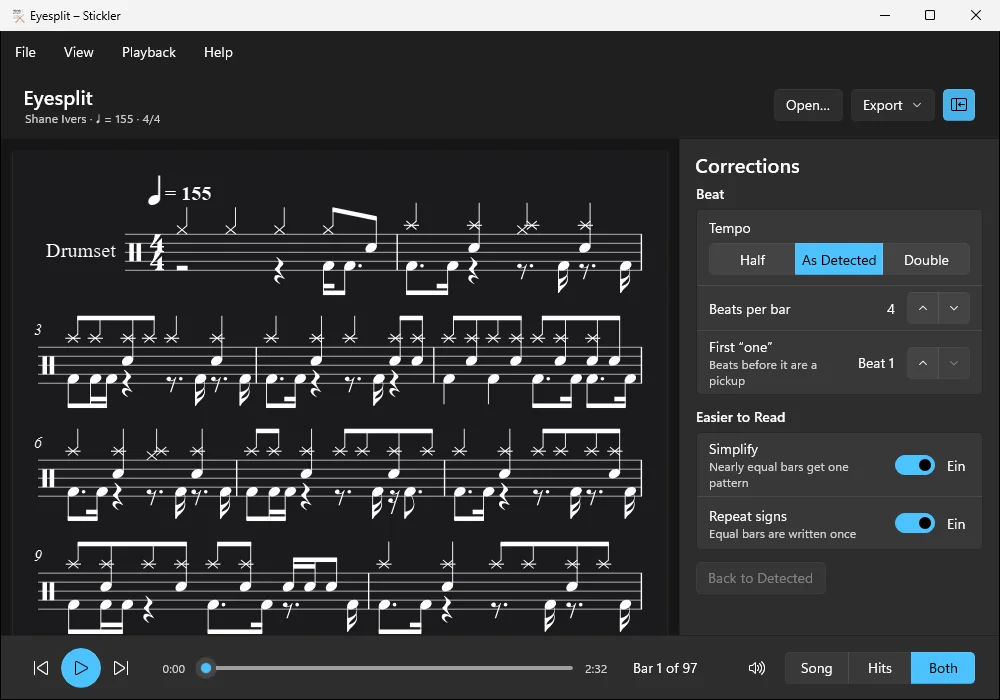 Eyesplit – Stickler
File View Playback Help
Eyesplit
Shane Ivers · ♩ = 155 · 4/4
Open...
Export
♩ = 155
Drumset
4
4
3
6
9
Corrections
Beat
Tempo
Half As Detected Double
Beats per bar 4
First “one”
Beats before it are a
pickup
Beat 1
Easier to Read
Simplify
Nearly equal bars get one
pattern
Ein
Repeat signs
Equal bars are written once
Ein
Back to Detected
0:00 2:32 Bar 1 of 97 Song Hits Both